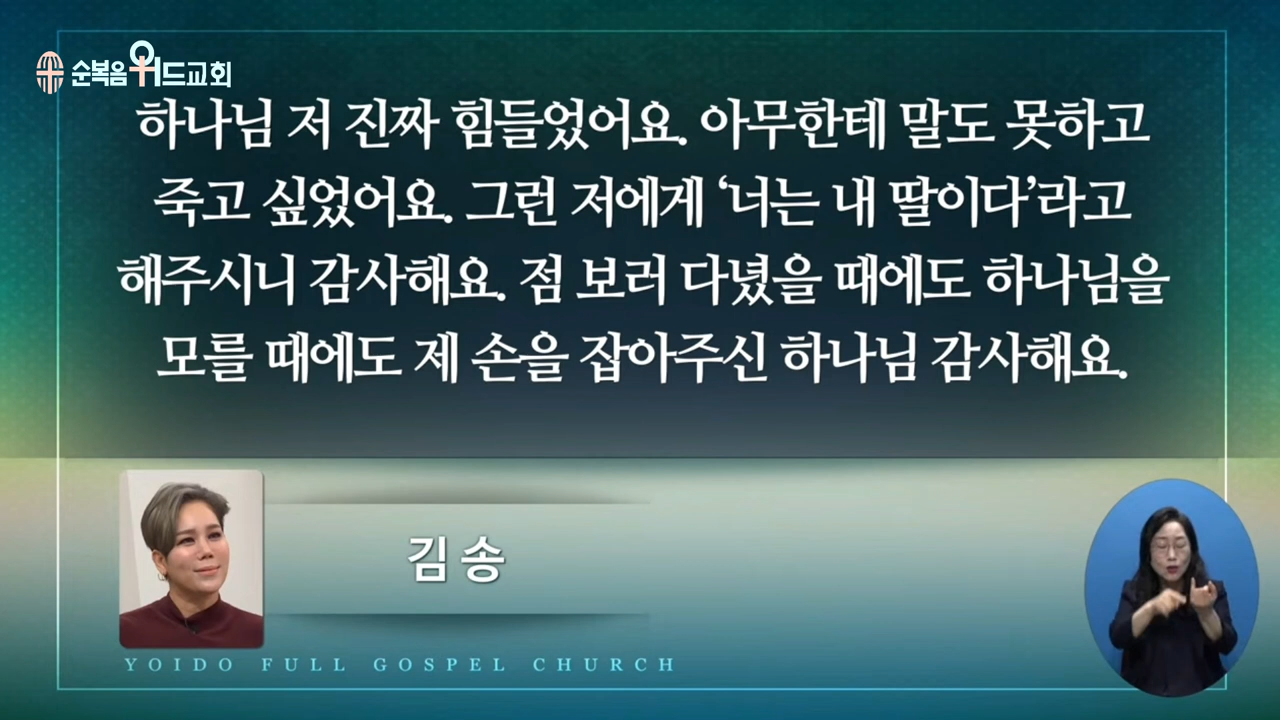 순복음위드교회
하나님 저 진짜 힘들었어요. 아무한테 말도 못하고
죽고 싶었어요. 그런 저에게 ‘너는 내 딸이다’라고
해주시니 감사해요. 점 보러 다녔을 때에도 하나님을
모를 때에도 제 손을 잡아주신 하나님 감사해요.
김송
YOIDO FULL GOSPEL CHURCH